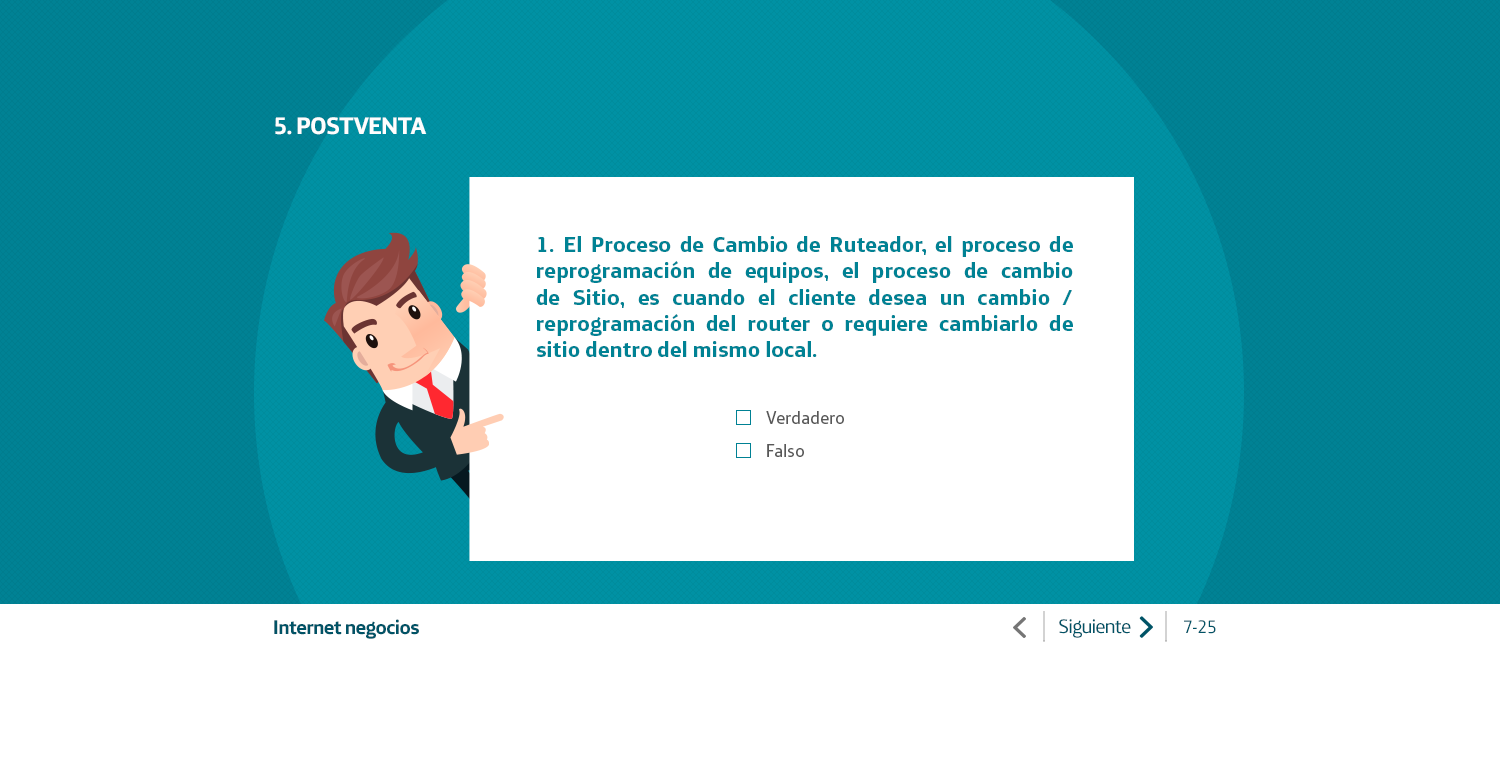 5. POSTVENTA
1. El Proceso de Cambio de Ruteador, el proceso de
reprogramación de equipos, el proceso de cambio
de Sitio, es cuando el cliente desea un cambio /
reprogramación del router o requiere cambiarlo de
sitio dentro del mismo local.
Verdadero
Falso
Internet negocios
Siguiente
7-25